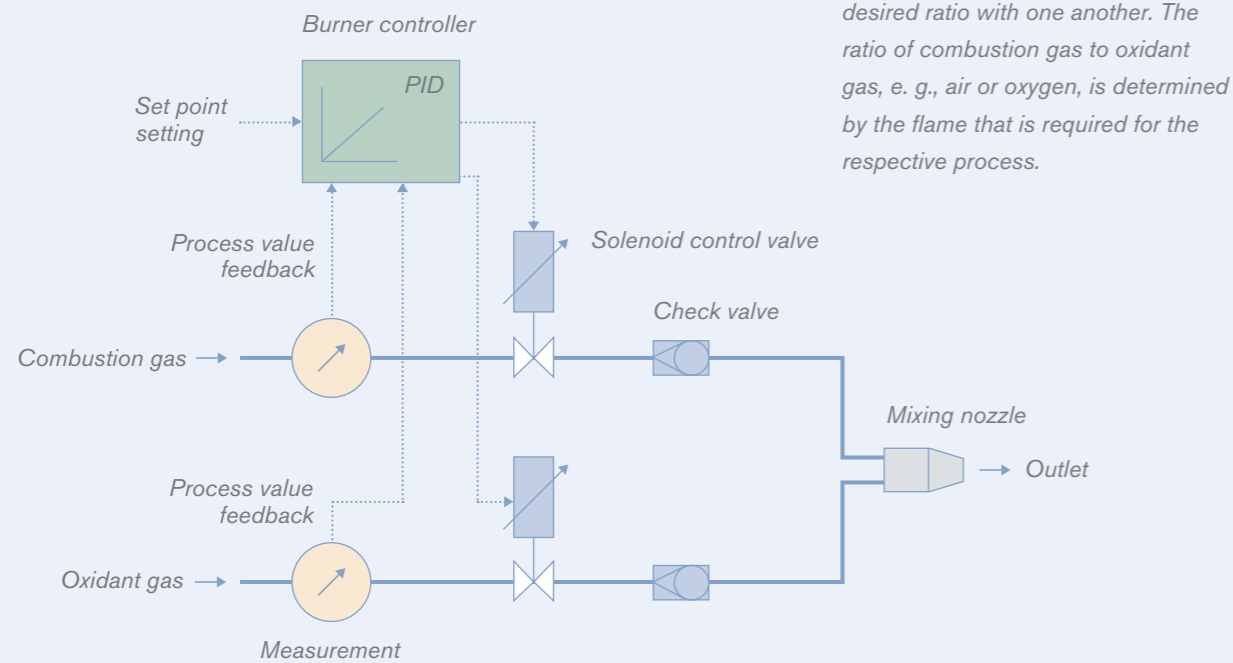 Burner controller
PID
Set point
setting
Process value
feedback
Solenoid control valve
Check valve
Combustion gas
Mixing nozzle
Outlet
Process value
feedback
Oxidant gas
Measurement
desired ratio with one another. The
ratio of combustion gas to oxidant
gas, e. g., air or oxygen, is determined
by the flame that is required for the
respective process.